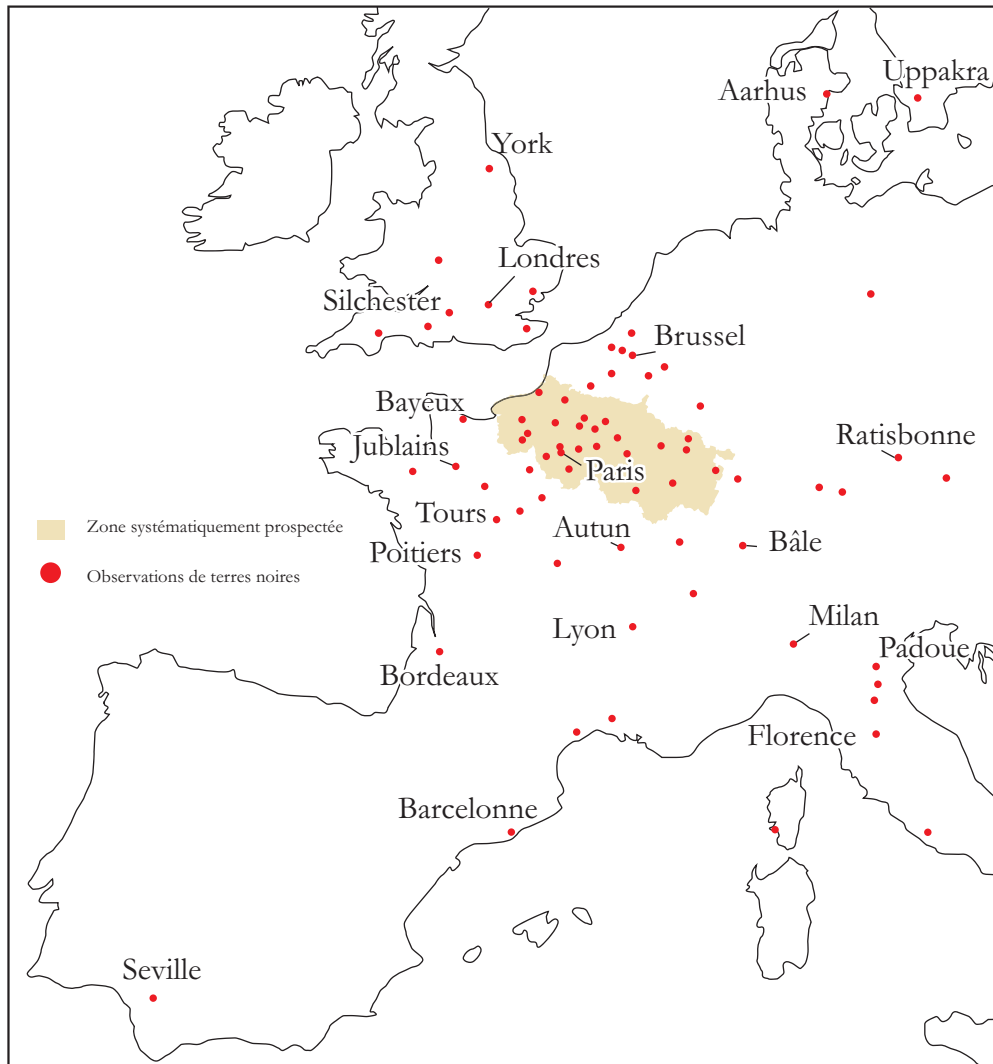 Uppakra
Aarhus
York
Londres
Silchester
Brussel
Bayeux
Jublains
Ratisbonne
Paris
Tours
Zone systématiquement prospectée
Autun
Bâle
Poitiers
Observations de terres noires
Milan
Lyon
Padoue
Bordeaux
Florence
Barcelonne
Seville